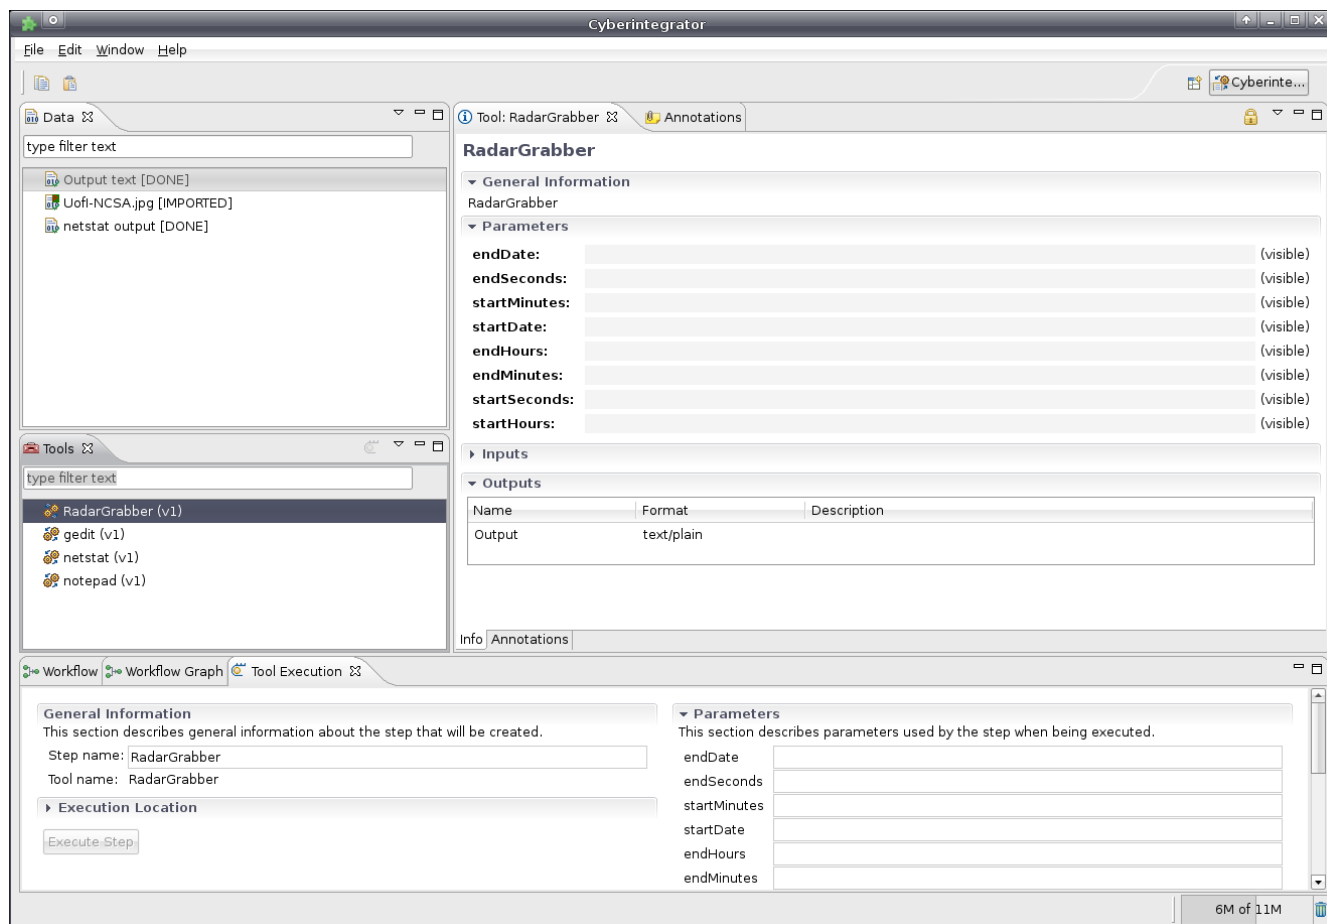 Cyberintegrator
File Edit Window Help
Cyberinte...
Data
type filter text
Output text [DONE]
UofI-NCSA.jpg [IMPORTED]
netstat output [DONE]
Tools
type filter text
RadarGrabber (v1)
gedit (v1)
netstat (v1)
notepad (v1)
Tool: RadarGrabber Annotations
RadarGrabber
General Information
RadarGrabber
Parameters
endDate: (visible)
endSeconds: (visible)
startMinutes: (visible)
startDate: (visible)
endHours: (visible)
endMinutes: (visible)
startSeconds: (visible)
startHours: (visible)
Inputs
Outputs
Name Format Description
Output text/plain
Info Annotations
Workflow Workflow Graph Tool Execution
General Information
This section describes general information about the step that will be created.
Step name: RadarGrabber
Tool name: RadarGrabber
Execution Location
Execute Step
Parameters
This section describes parameters used by the step when being executed.
endDate
endSeconds
startMinutes
startDate
endHours
endMinutes
6M of 11M